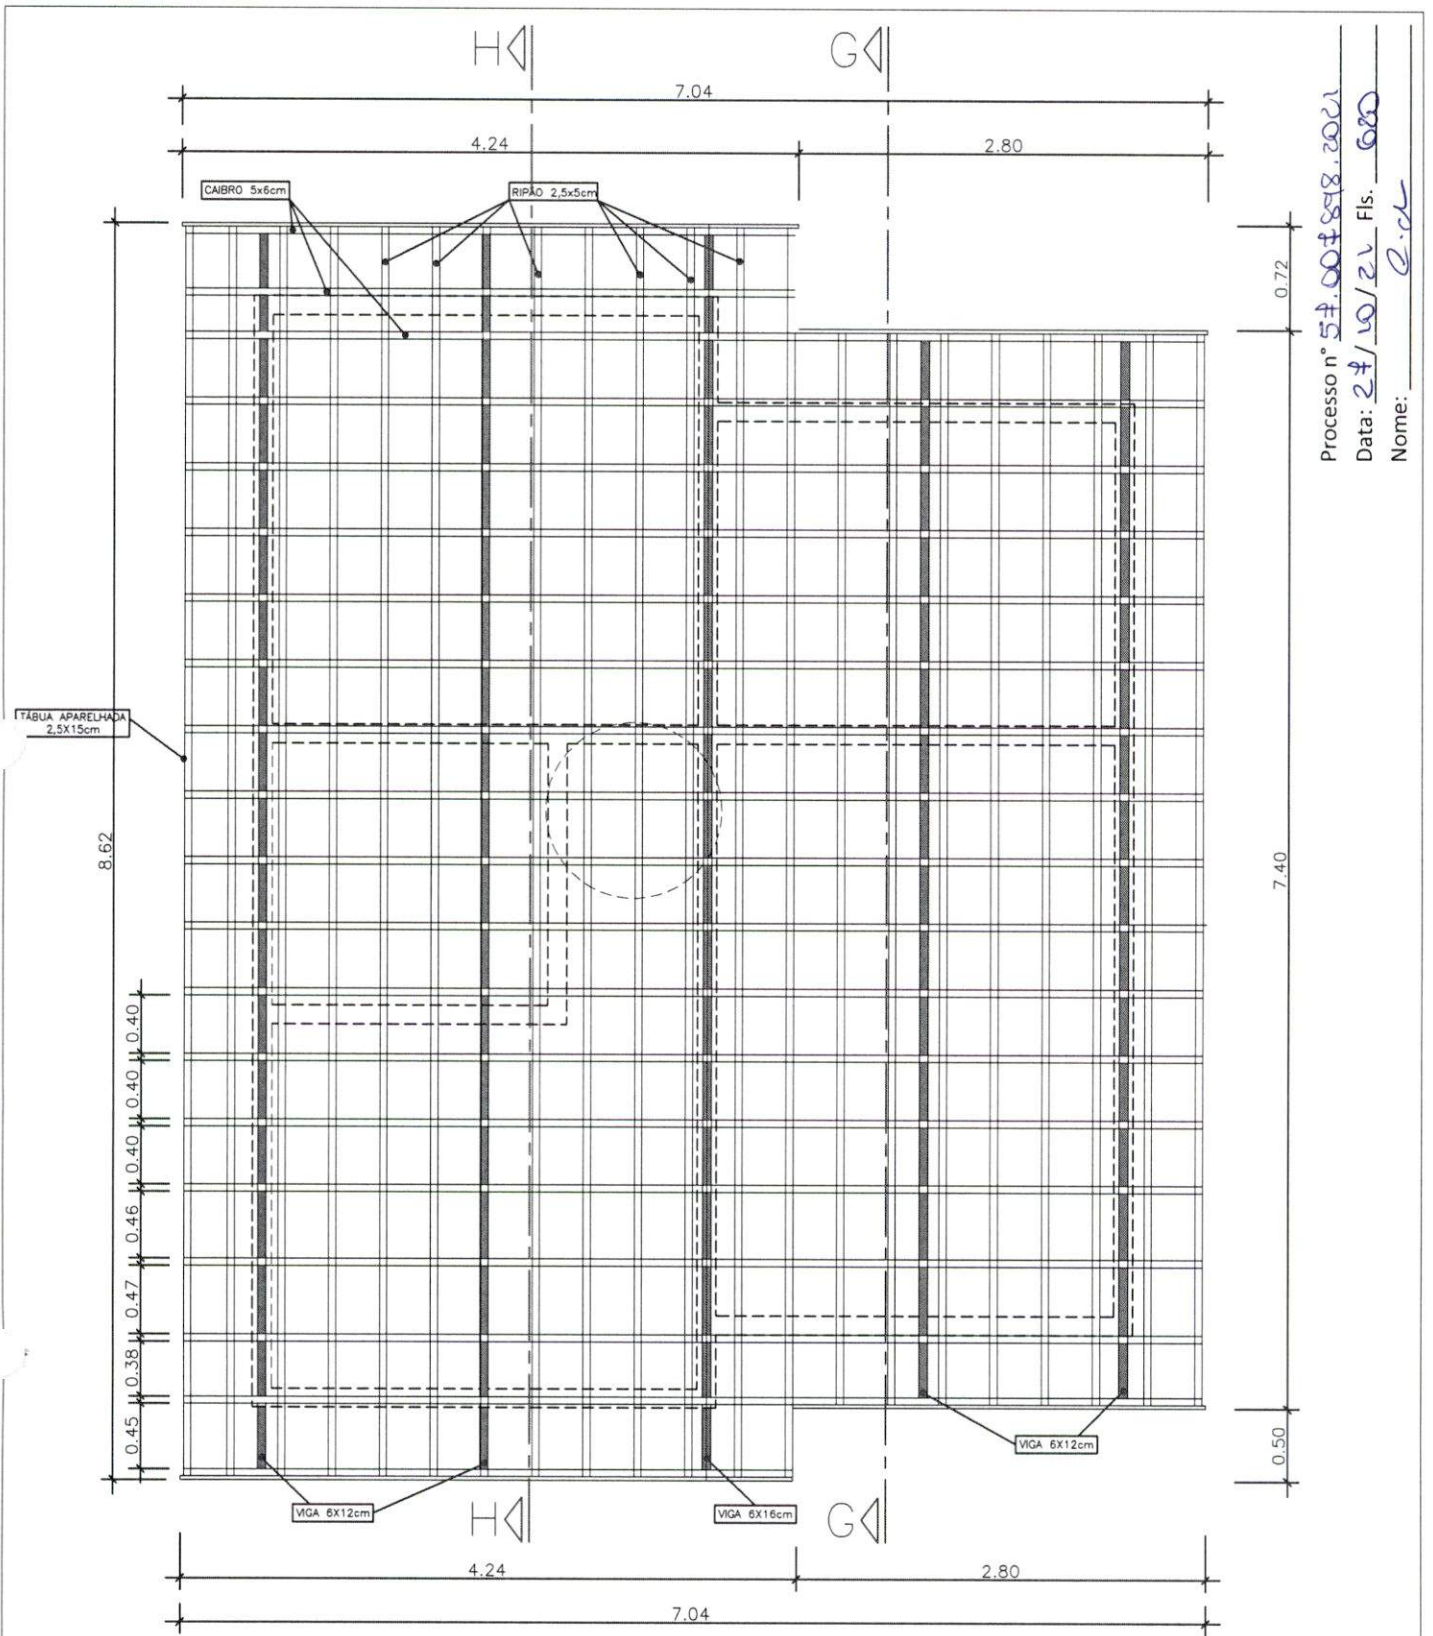 H G
7.04
4.24 2.80
CAIBRO 5x6cm
RIPÃO 2,5x5cm
0.72
TÁBUA APARELHADA
2,5X15cm
8.62
7.40
0.40
0.40
0.40
0.46
0.47
0.38
0.45
0.50
VIGA 6X12cm
VIGA 6X12cm
VIGA 6X16cm
H G
4.24 2.80
7.04
Processo n° 57.007898.2021
Data: 27/10/21 Fls. 620
Nome: